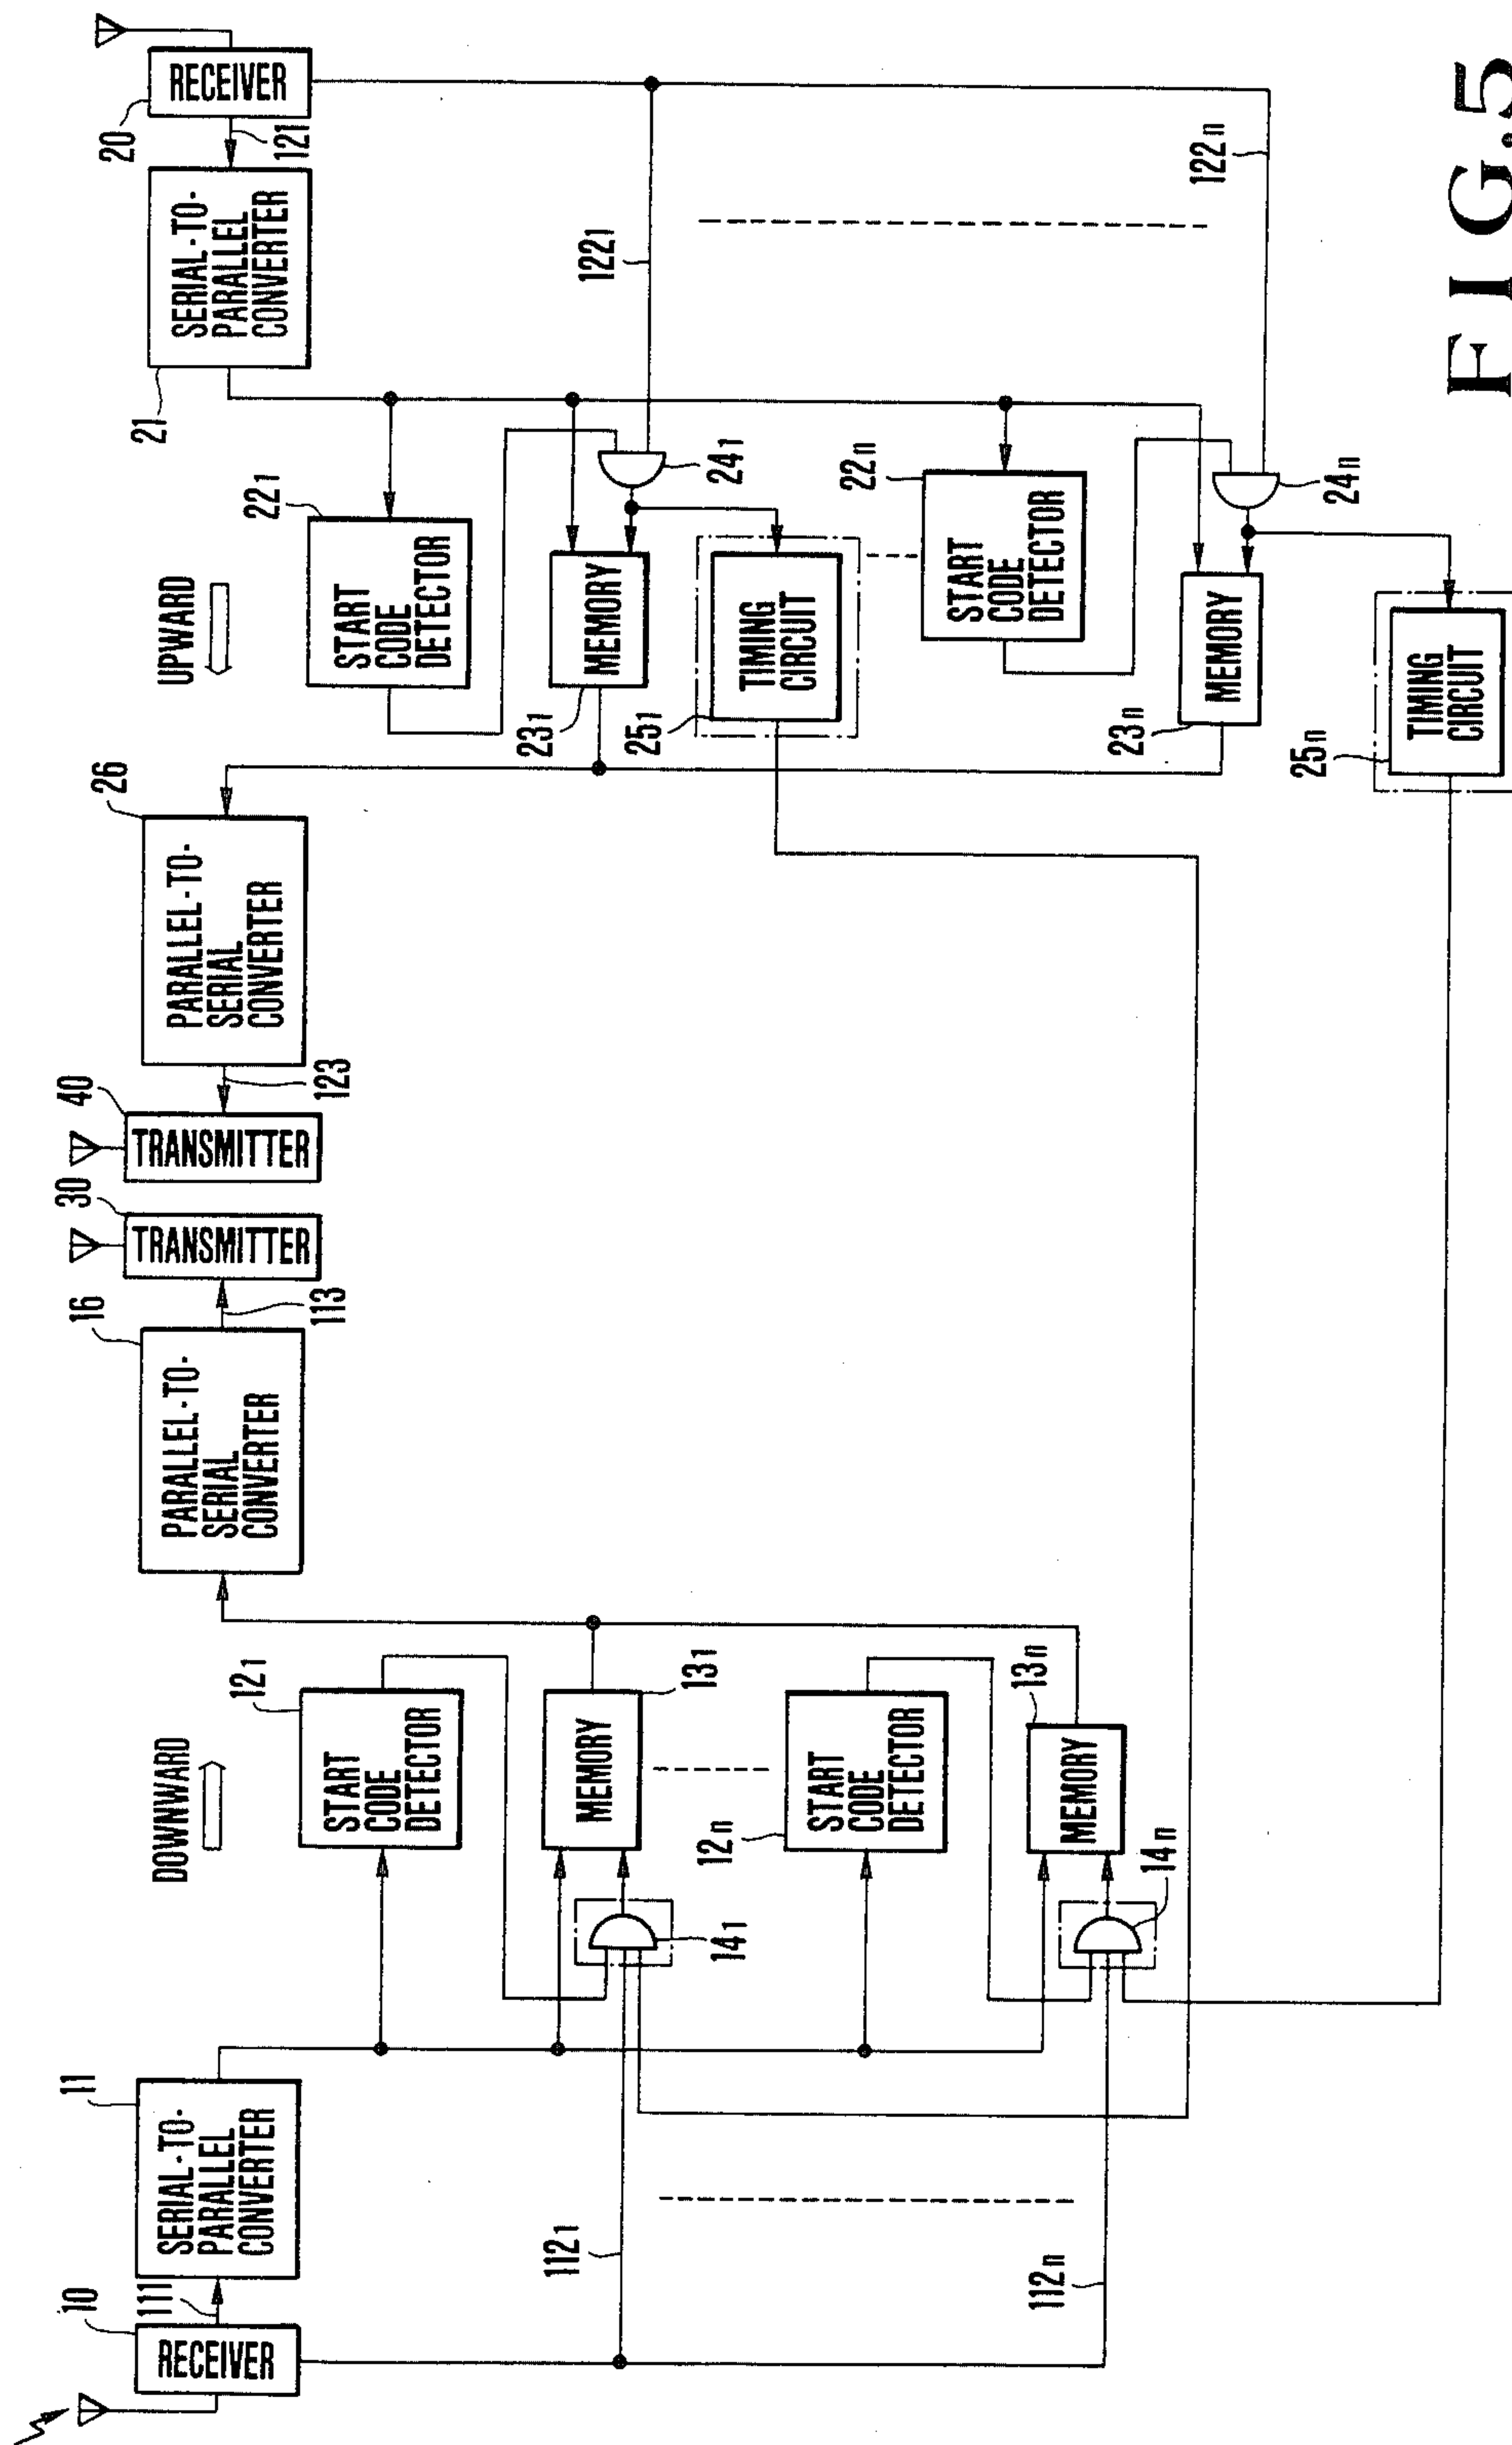 DOWNWARD
UPWARD
10
RECEIVER
111
11
SERIAL-TO-
PARALLEL
CONVERTER
16
PARALLEL-TO-
SERIAL
CONVERTER
113
30
TRANSMITTER
40
TRANSMITTER
123
26
PARALLEL-TO-
SERIAL
CONVERTER
21
SERIAL-TO-
PARALLEL
CONVERTER
121
20
RECEIVER
121
START
CODE
DETECTOR
221
START
CODE
DETECTOR
1121
141
MEMORY
131
231
MEMORY
241
1221
251
TIMING
CIRCUIT
12n
START
CODE
DETECTOR
22n
START
CODE
DETECTOR
112n
14n
MEMORY
13n
23n
MEMORY
24n
122n
25n
TIMING
CIRCUIT
FIG.5